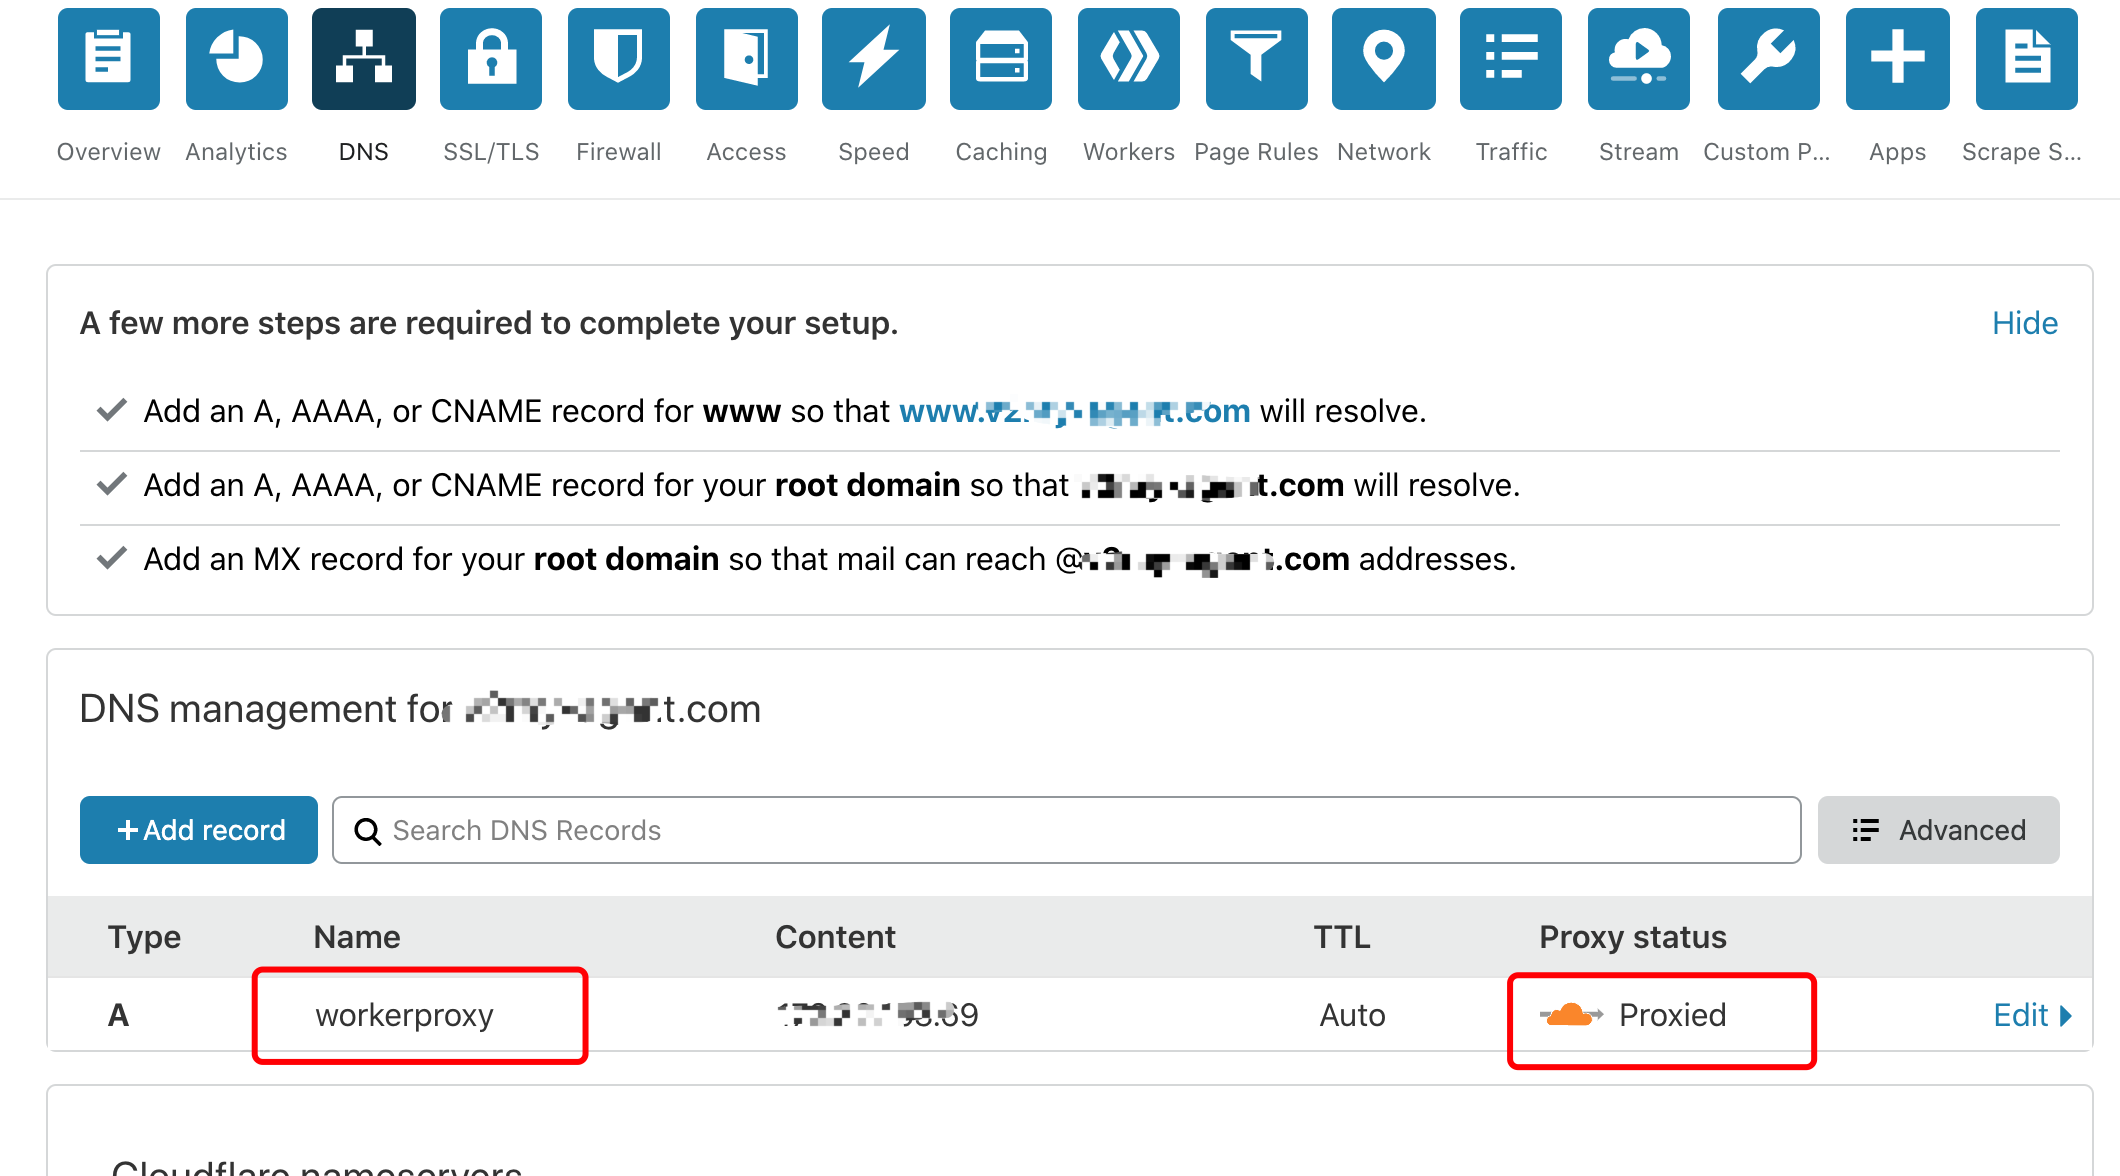 Overview Analytics DNS SSL/TLS Firewall Access Speed Caching Workers Page Rules Network Traffic Stream Custom P... Apps Scrape S...
A few more steps are required to complete your setup. Hide
Add an A, AAAA, or CNAME record for www so that www. .com will resolve.
Add an A, AAAA, or CNAME record for your root domain so that t.com will resolve.
Add an MX record for your root domain so that mail can reach @ .com addresses.
DNS management for t.com
+ Add record Search DNS Records Advanced
Type Name Content TTL Proxy status
A workerproxy .69 Auto Proxied Edit
Cloudflare nameservers